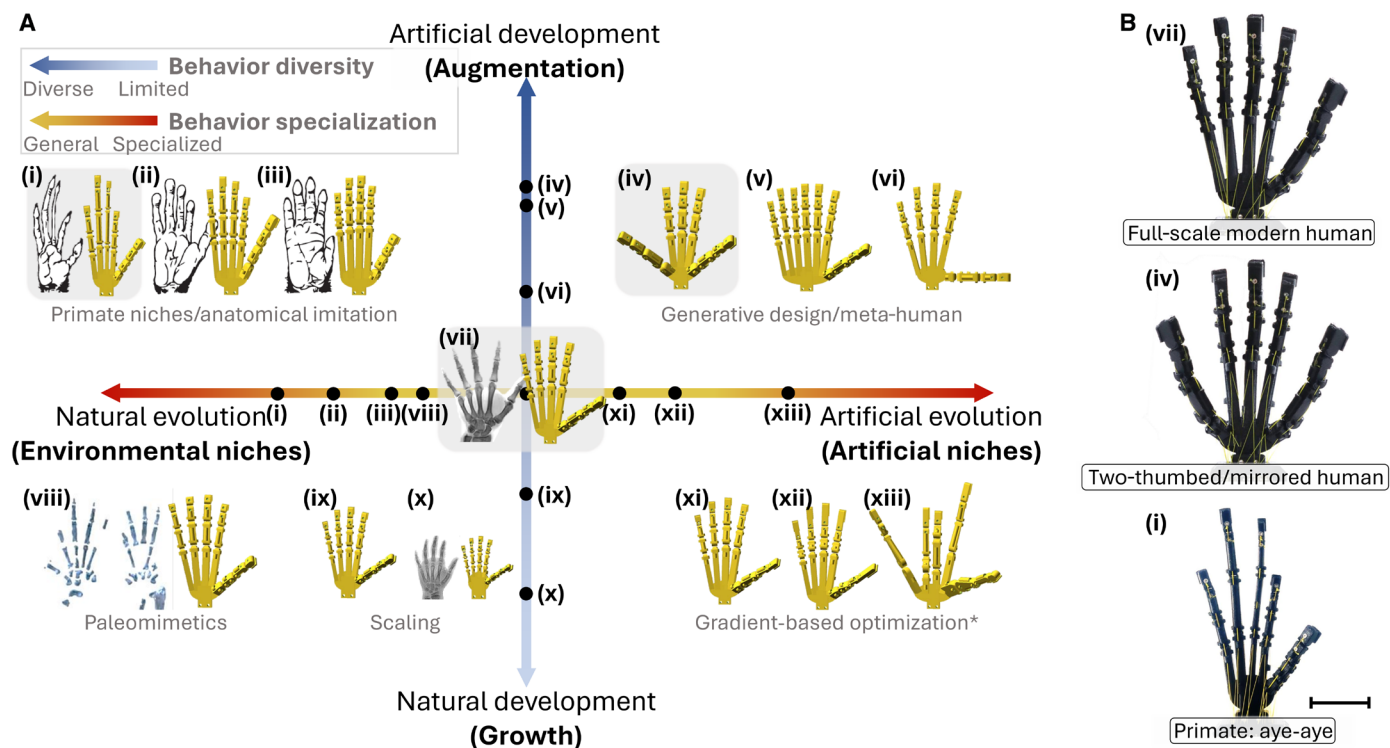 A
Artificial development
(Augmentation)
Behavior diversity
Diverse Limited
Behavior specialization
General Specialized
(i) (ii) (iii)
Primate niches/anatomical imitation
(iv)
(v)
(vi)
(iv) (v) (vi)
Generative design/meta-human
(vii)
Natural evolution
(Environmental niches)
(i) (ii) (iii) (viii)
(xi) (xii) (xiii)
Artificial evolution
(Artificial niches)
(viii)
Paleomimetics
(ix) (x)
Scaling
(ix)
(x)
(xi) (xii) (xiii)
Gradient-based optimization*
Natural development
(Growth)
B
(vii)
Full-scale modern human
(iv)
Two-thumbed/mirrored human
(i)
Primate: aye-aye